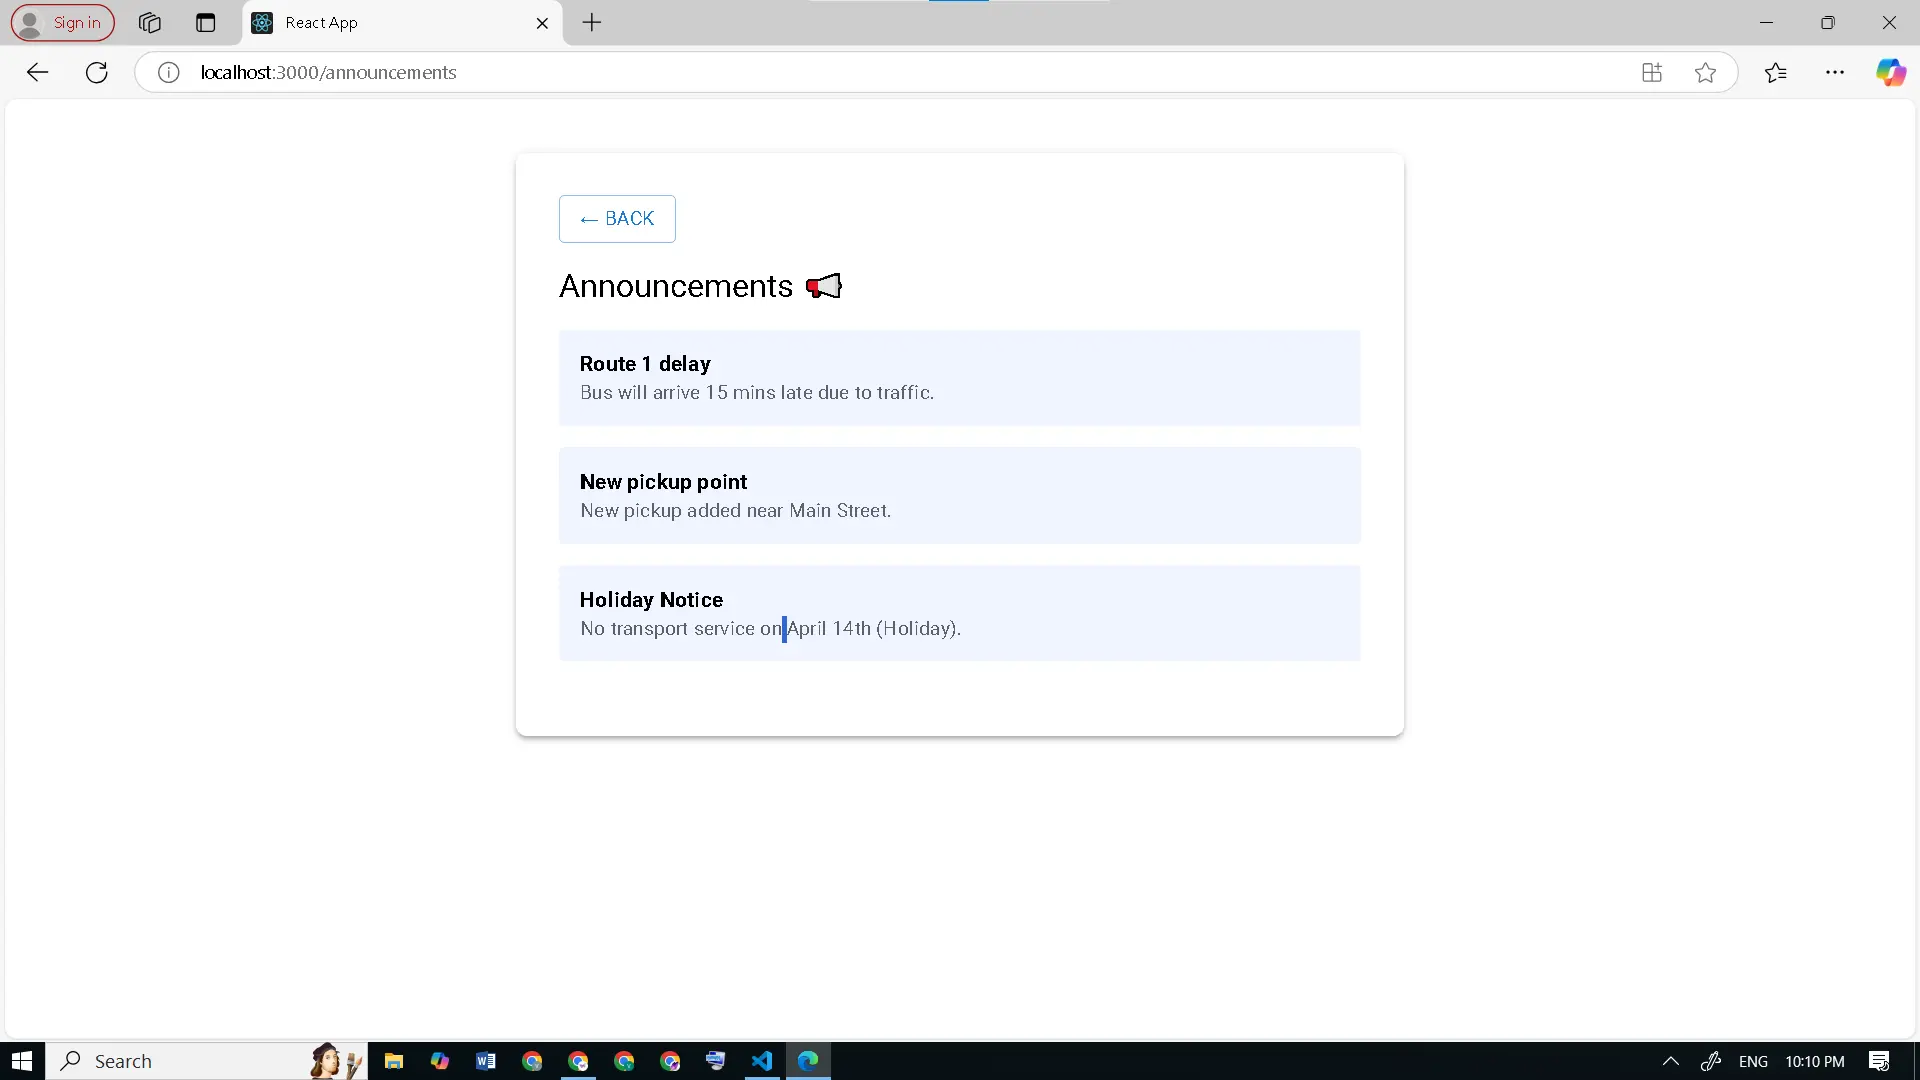 Sign in
React App
localhost:3000/announcements
← BACK
Announcements
Route 1 delay
Bus will arrive 15 mins late due to traffic.
New pickup point
New pickup added near Main Street.
Holiday Notice
No transport service on April 14th (Holiday).
Search
ENG
10:10 PM